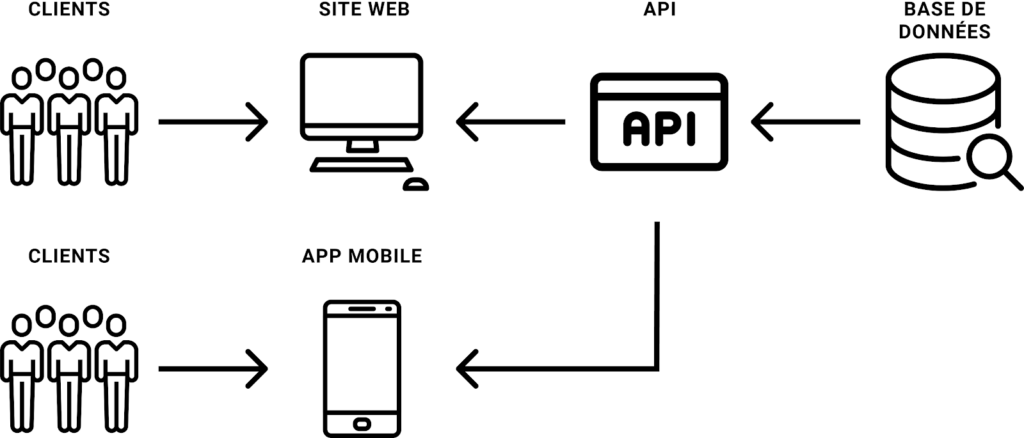 CLIENTS
SITE WEB
API
BASE DE
DONNÉES
API
CLIENTS
APP MOBILE